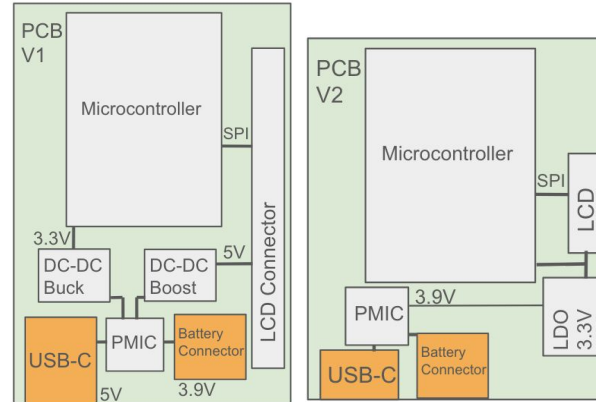 PCB
V1
Microcontroller
SPI
3.3V
5V
DC-DC
Buck
DC-DC
Boost
LCD Connector
USB-C
PMIC
Battery
Connector
5V
3.9V
PCB
V2
Microcontroller
SPI
LCD
PMIC
3.9V
LDO
3.3V
USB-C
Battery
Connector